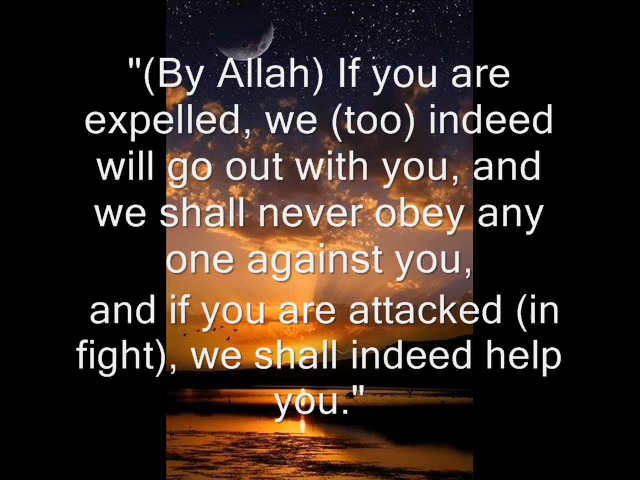 "(By Allah) If you are
expelled, we (too) indeed
will go out with you, and
we shall never obey any
one against you,
and if you are attacked (in
fight), we shall indeed help
you."